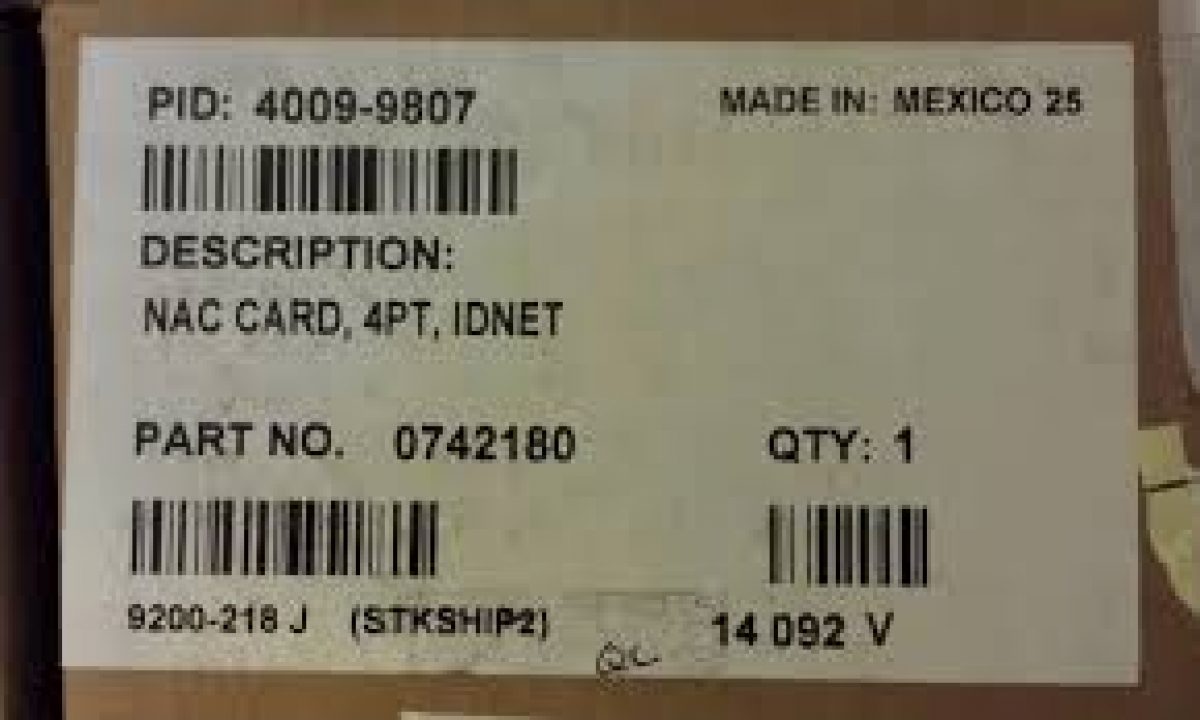 PID: 4009-9807
MADE IN: MEXICO 25
DESCRIPTION:
NAC CARD, 4PT, IDNET
PART NO. 0742180
QTY: 1
9200-218 J (STKSHIP2)
14 092 V